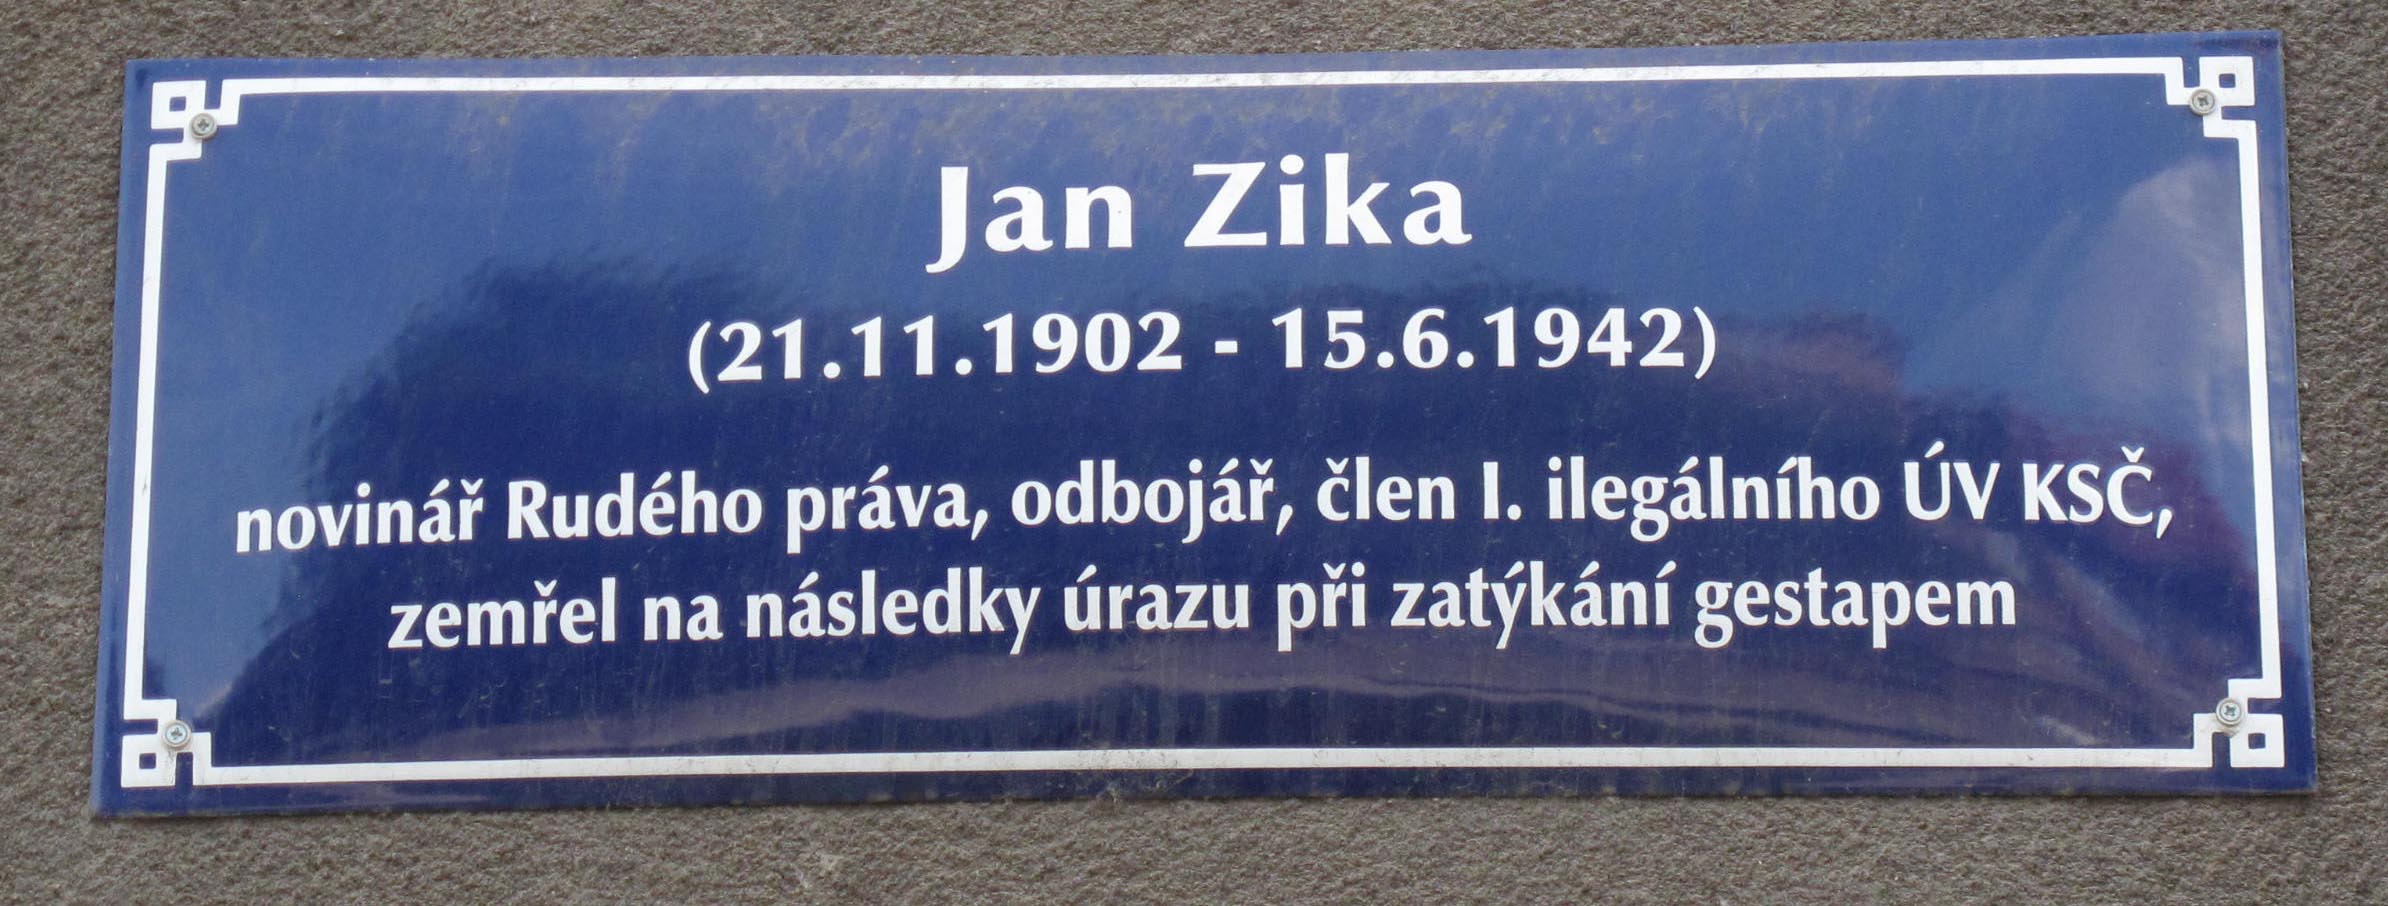 Jan Zika
(21.11.1902 - 15.6.1942)
novinář Rudého práva, odbojář, člen I. ilegálního ÚV KSČ,
zemřel na následky úrazu při zatýkání gestapem